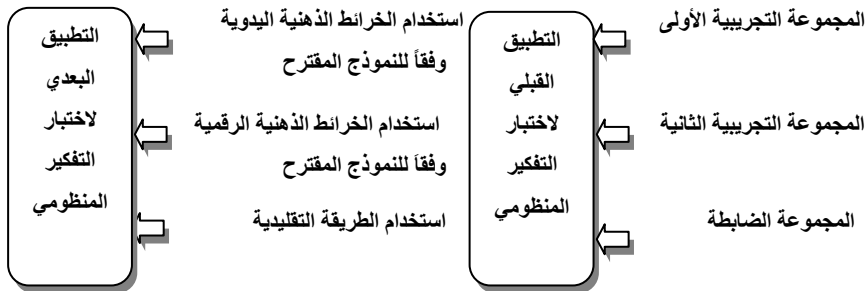 المجموعة التجريبية الأولى
المجموعة التجريبية الثانية
المجموعة الضابطة
التطبيق
القبلي
لاختبار
التفكير
المنظومي
استخدام الخرائط الذهنية اليدوية
وفقاً للنموذج المقترح
استخدام الخرائط الذهنية الرقمية
وفقاَ للنموذج المقترح
استخدام الطريقة التقليدية
التطبيق
البعدي
لاختبار
التفكير
المنظومي